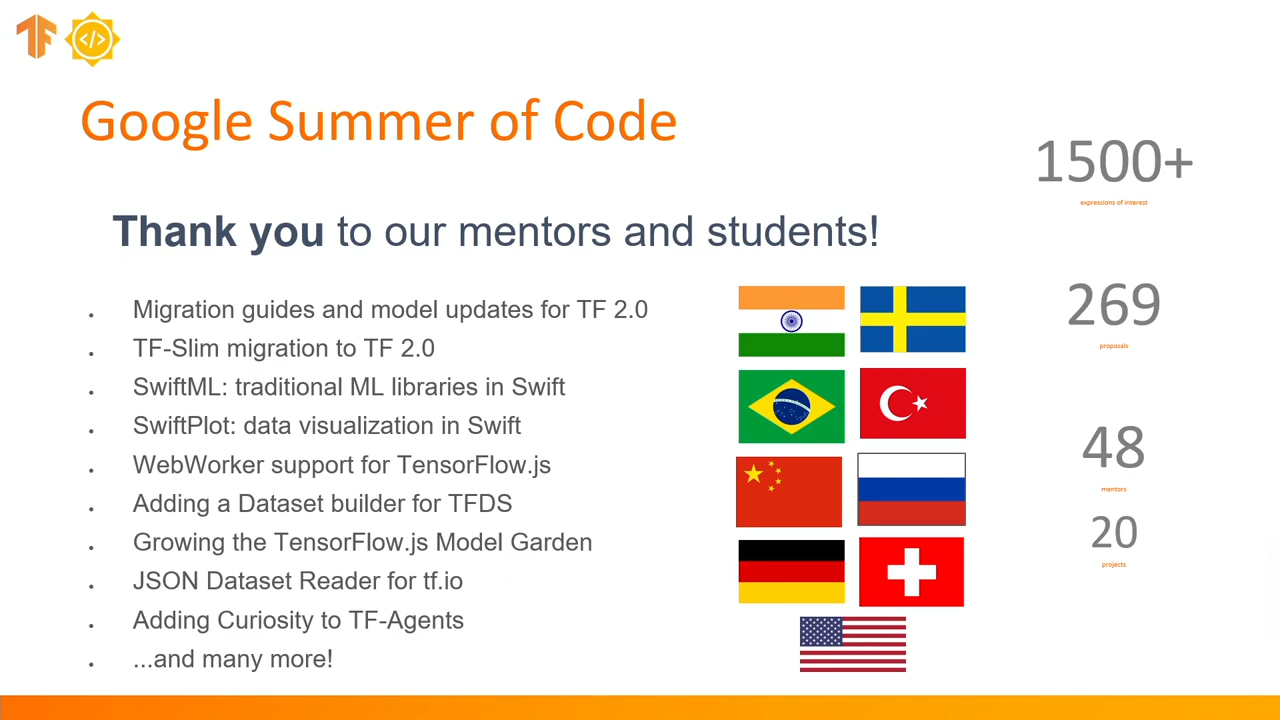 Google Summer of Code
Thank you to our mentors and students!
Migration guides and model updates for TF 2.0
TF-Slim migration to TF 2.0
SwiftML: traditional ML libraries in Swift
SwiftPlot: data visualization in Swift
WebWorker support for TensorFlow.js
Adding a Dataset builder for TFDS
Growing the TensorFlow.js Model Garden
JSON Dataset Reader for tf.io
Adding Curiosity to TF-Agents
...and many more!
1500+
expressions of interest
269
proposals
48
mentors
20
projects